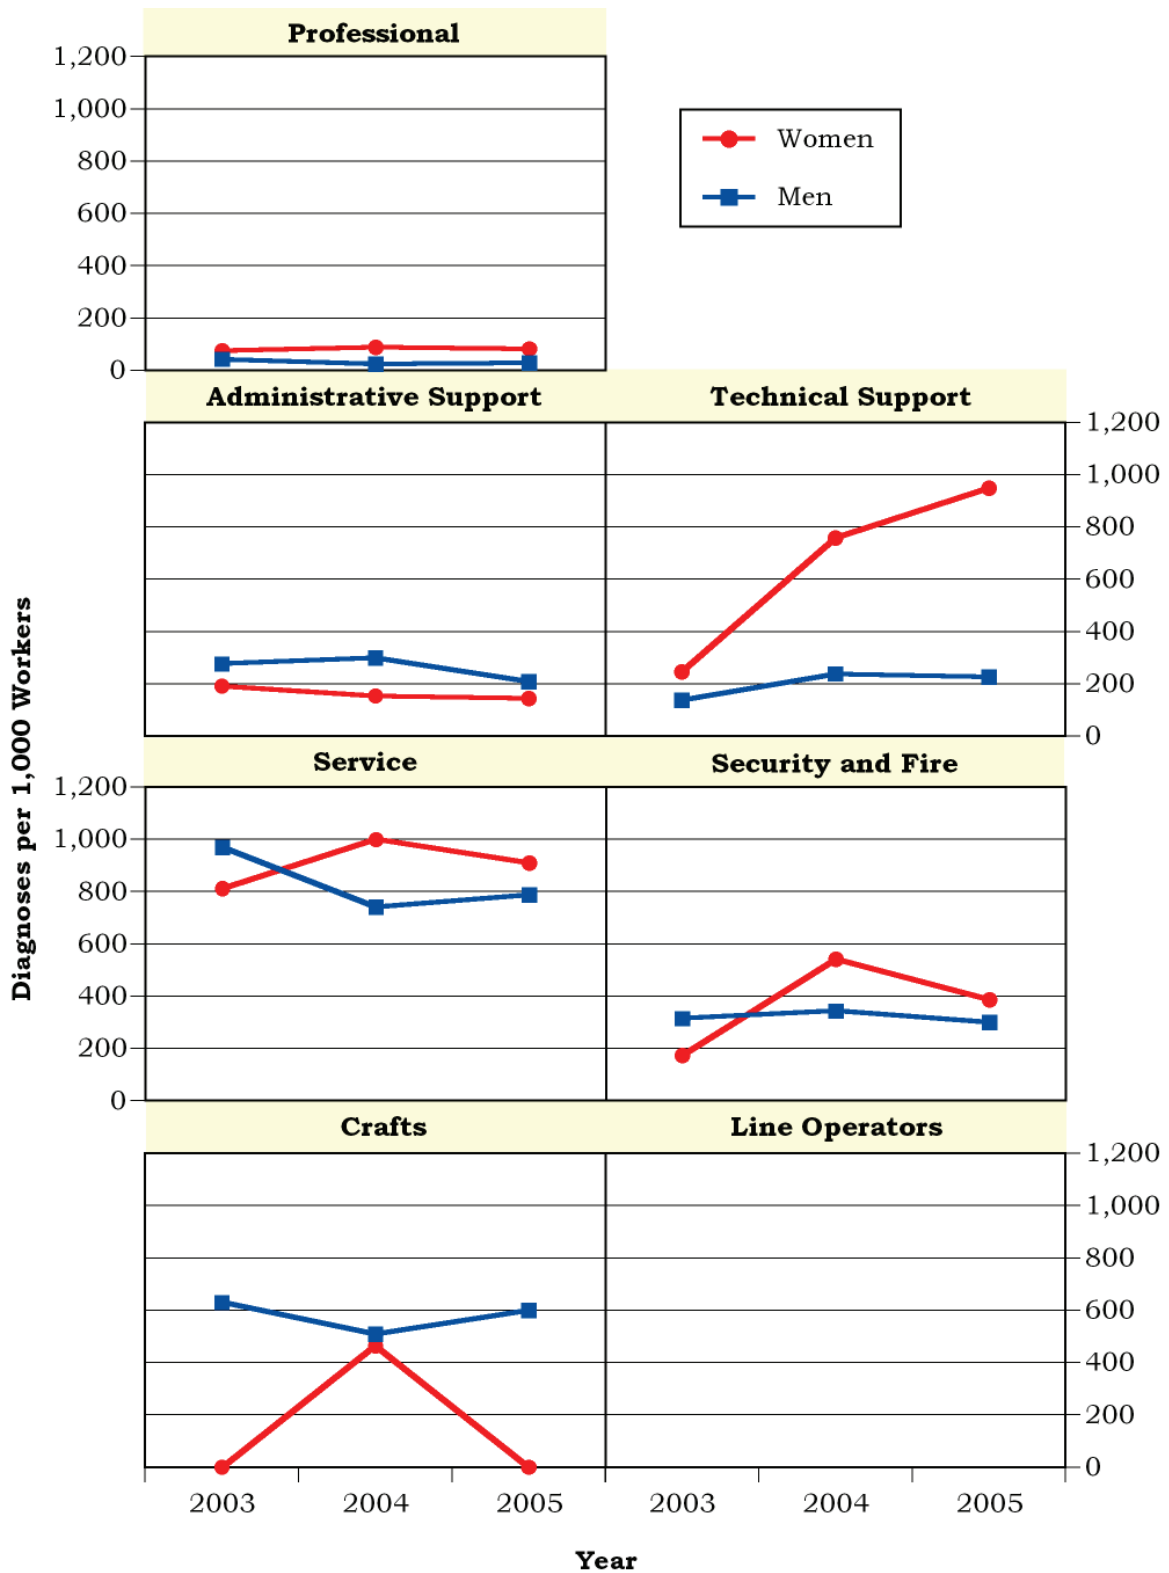 Professional
1,200
1,000
800
600
400
200
0
Women
Men
Administrative Support
Technical Support
1,200
1,000
800
600
400
200
0
Diagnoses per 1,000 Workers
Service
Security and Fire
1,200
1,000
800
600
400
200
0
Crafts
Line Operators
1,200
1,000
800
600
400
200
0
2003 2004 2005 2003 2004 2005
Year